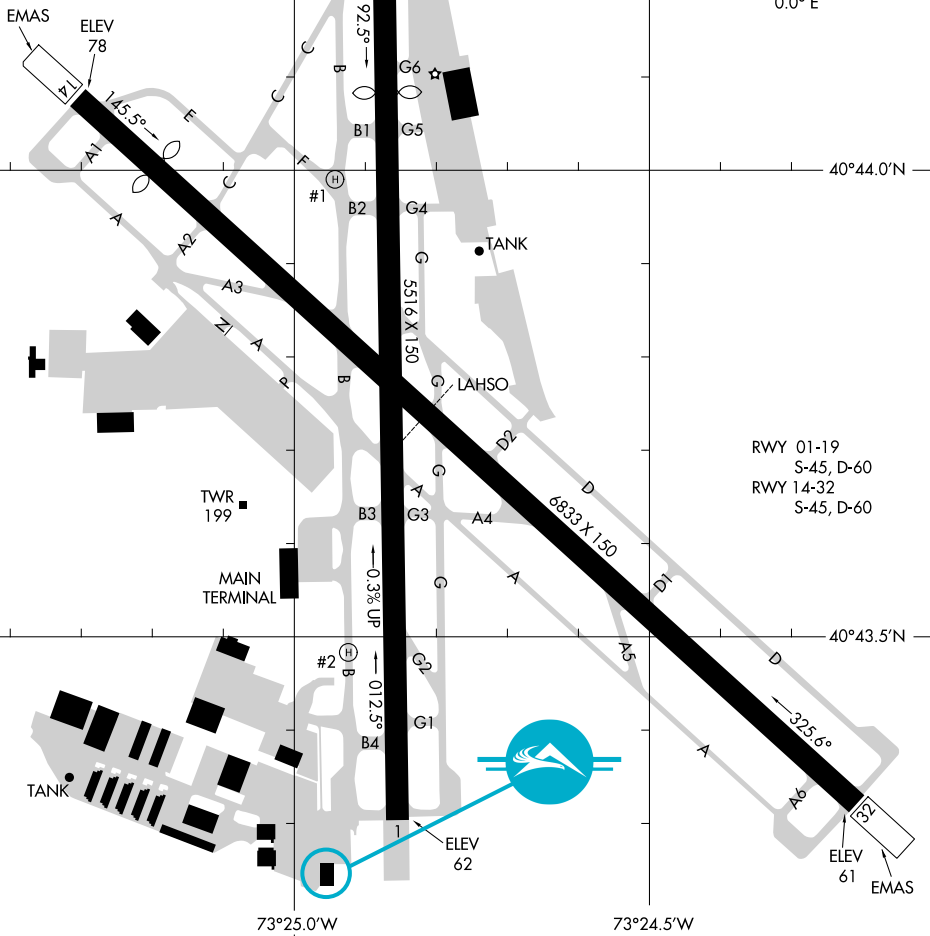 0.0° E
EMAS
ELEV
78
92.5°
C
B
G6
14
145.5°
E
C
B1
G5
A1
F
40°44.0'N
C
H
#1
B2
G4
A
A2
TANK
G
A3
5516 X 150
Z
A
P
B
G
LAHSO
D2
RWY 01-19
S-45, D-60
RWY 14-32
S-45, D-60
G
A
D
TWR
199
B3
G3
A4
6833 X 150
MAIN
TERMINAL
0.3% UP
G
A
D1
40°43.5'N
#2
H
B
G2
A5
D
012.5°
G1
B4
325.6°
A
TANK
A6
32
1
ELEV
62
ELEV
61
EMAS
73°25.0'W
73°24.5'W